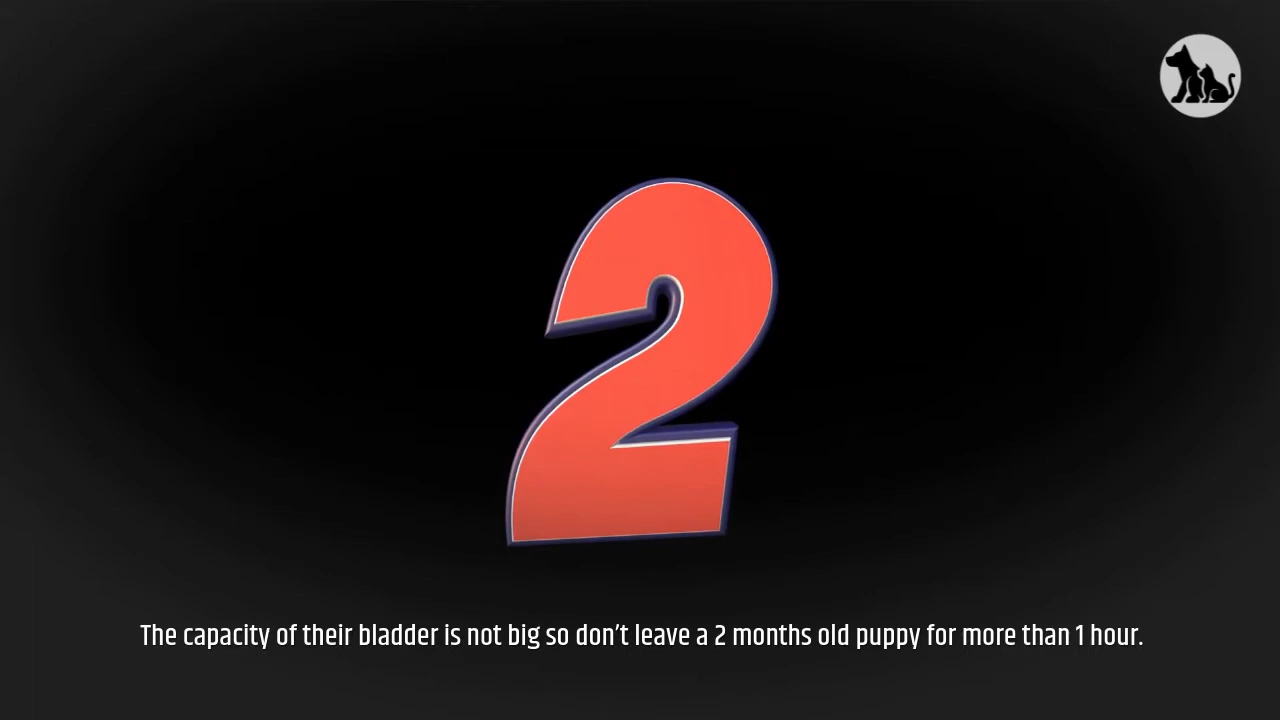 2
The capacity of their bladder is not big so don't leave a 2 months old puppy for more than 1 hour.